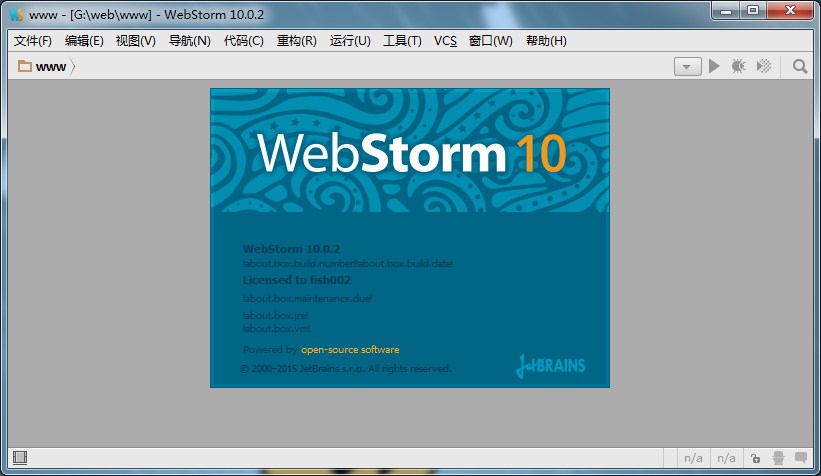 www - [G:\web\www] - WebStorm 10.0.2
文件(F) 编辑(E) 视图(V) 导航(N) 代码(C) 重构(R) 运行(U) 工具(T) VCS 窗口(W) 帮助(H)
www
WebStorm 10
WebStorm 10.0.2
!about.box.build.number!!about.box.build.date!
Licensed to fish002
!about.box.maintenance.due!
!about.box.jre!
!about.box.vm!
Powered by open-source software
© 2000–2015 JetBrains s.r.o. All rights reserved.
JetBRAINS
n/a n/a